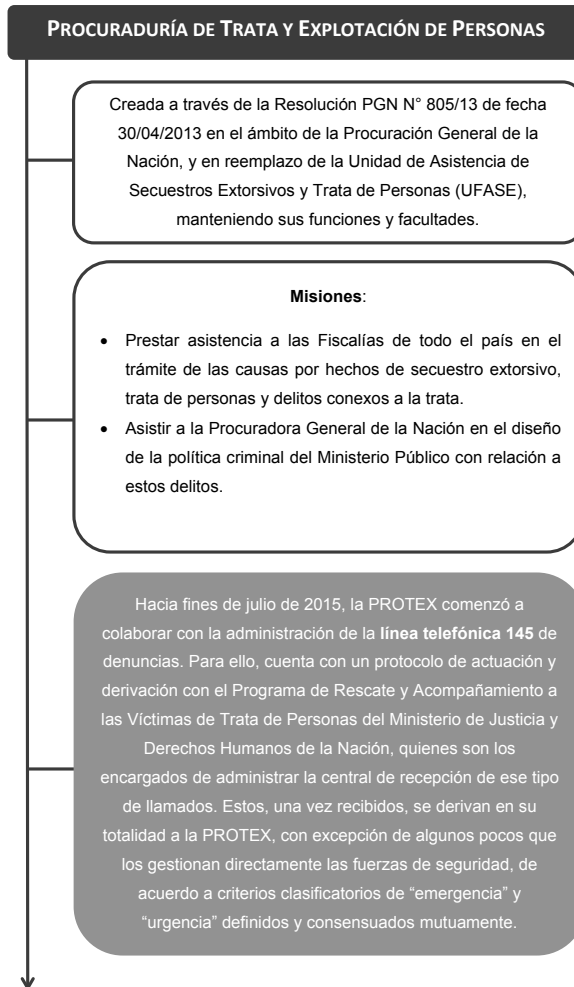 PROCURADURÍA DE TRATA Y EXPLOTACIÓN DE PERSONAS
Creada a través de la Resolución PGN N° 805/13 de fecha
30/04/2013 en el ámbito de la Procuración General de la
Nación, y en reemplazo de la Unidad de Asistencia de
Secuestros Extorsivos y Trata de Personas (UFASE),
manteniendo sus funciones y facultades.
Misiones:
• Prestar asistencia a las Fiscalías de todo el país en el
trámite de las causas por hechos de secuestro extorsivo,
trata de personas y delitos conexos a la trata.
• Asistir a la Procuradora General de la Nación en el diseño
de la política criminal del Ministerio Público con relación a
estos delitos.
Hacia fines de julio de 2015, la PROTEX comenzó a
colaborar con la administración de la línea telefónica 145 de
denuncias. Para ello, cuenta con un protocolo de actuación y
derivación con el Programa de Rescate y Acompañamiento a
las Víctimas de Trata de Personas del Ministerio de Justicia y
Derechos Humanos de la Nación, quienes son los
encargados de administrar la central de recepción de ese tipo
de llamados. Estos, una vez recibidos, se derivan en su
totalidad a la PROTEX, con excepción de algunos pocos que
los gestionan directamente las fuerzas de seguridad, de
acuerdo a criterios clasificatorios de “emergencia” y
“urgencia” definidos y consensuados mutuamente.